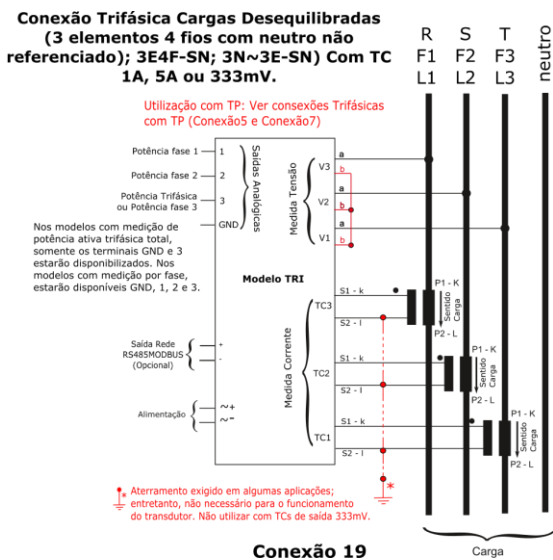 Conexão Trifásica Cargas Desequilibradas
(3 elementos 4 fios com neutro não
referenciado); 3E4F-SN; 3N~3E-SN) Com TC
1A, 5A ou 333mV.
R S T
F1 F2 F3
L1 L2 L3
neutro
Utilização com TP: Ver consexões Trifásicas
com TP (Conexão5 e Conexão7)
Potência fase 1
1
Potência fase 2
2
Potência Trifásica
ou Potência fase 3
3
GND
Saídas Analógicas
Medida Tensão
V3
a
b
V2
a
b
V1
a
b
Nos modelos com medição de
potência ativa trifásica total,
somente os terminais GND e 3
estarão disponibilizados. Nos
modelos com medição por fase,
estarão disponíveis GND, 1, 2 e 3.
Modelo TRI
Medida Corrente
TC3
S1 - k
S2 - l
P1 - K
Sentido
Carga
P2 - L
TC2
S1 - k
S2 - l
P1 - K
Sentido
Carga
P2 - L
TC1
S1 - k
S2 - l
P1 - K
Sentido
Carga
P2 - L
Saída Rede
RS485MODBUS
(Opcional)
+
-
Alimentação
~+
~-
*
* Aterramento exigido em algumas aplicações;
entretanto, não necessário para o funcionamento
do transdutor. Não utilizar com TCs de saída 333mV.
Conexão 19
Carga